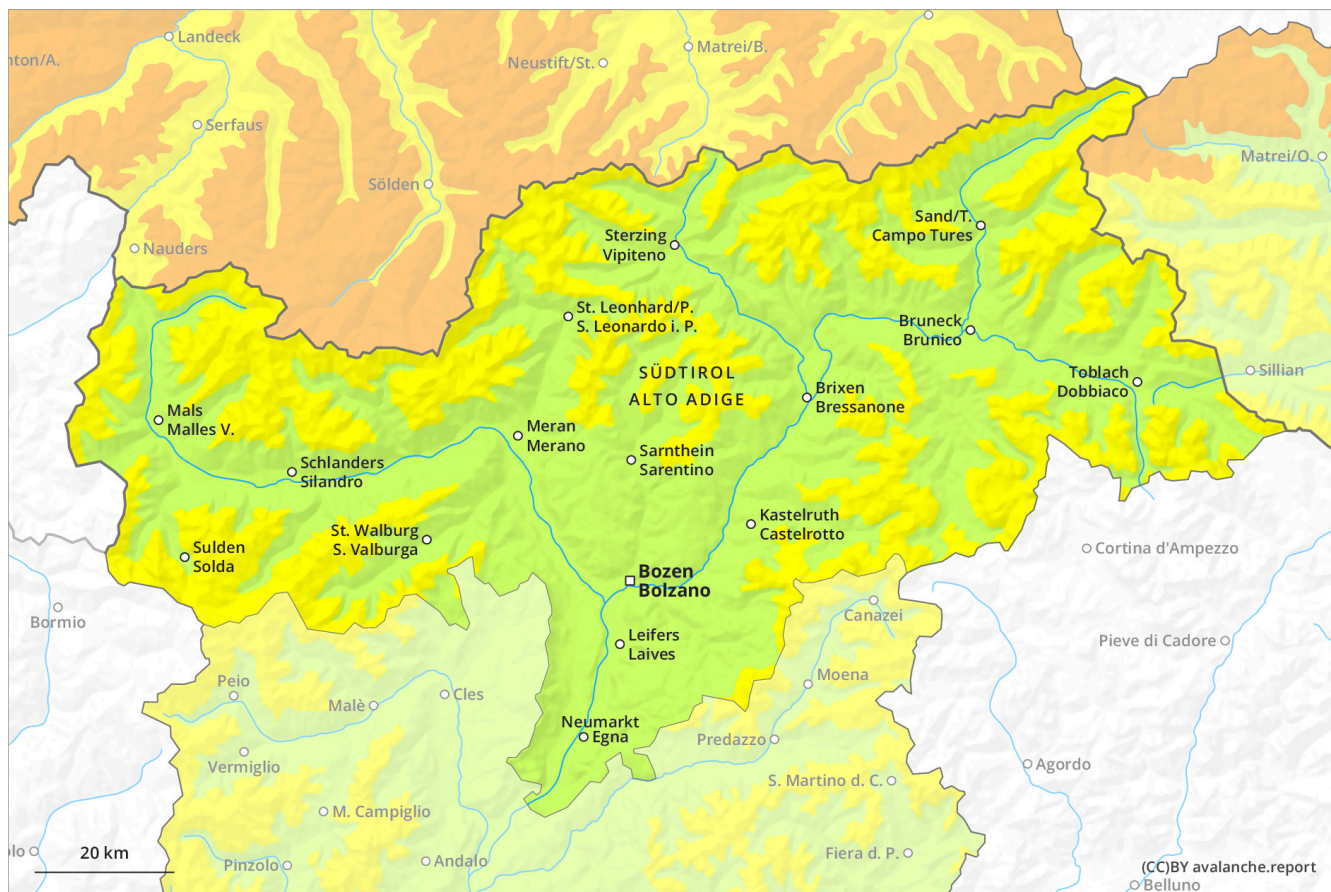 Landeck
nton/A.
Matrei/B.
Neustift/St.
Serfaus
Matrei/O.
Sölden
Sand/T.
Campo Tures
Sterzing
Vipiteno
Nauders
St. Leonhard/P.
S. Leonardo i. P.
Bruneck
Brunico
SÜDTIROL
ALTO ADIGE
Toblach
Dobbiaco
Sillian
Brixen
Bressanone
Mals
Malles V.
Meran
Merano
Sarnthein
Sarentino
Schlanders
Silandro
Kastelruth
Castelrotto
St. Walburg
S. Valburga
Sulden
Solda
Cortina d'Ampezzo
Bozen
Bolzano
Bormio
Canazei
Leifers
Laives
Pieve di Cadore
Peio
Moena
Malè
Cles
Neumarkt
Egna
Predazzo
Vermiglio
Agordo
S. Martino d. C.
M. Campiglio
olo
20 km
Pinzolo
Andalo
Fiera d. P.
(CC)BY avalanche.report
Belluno